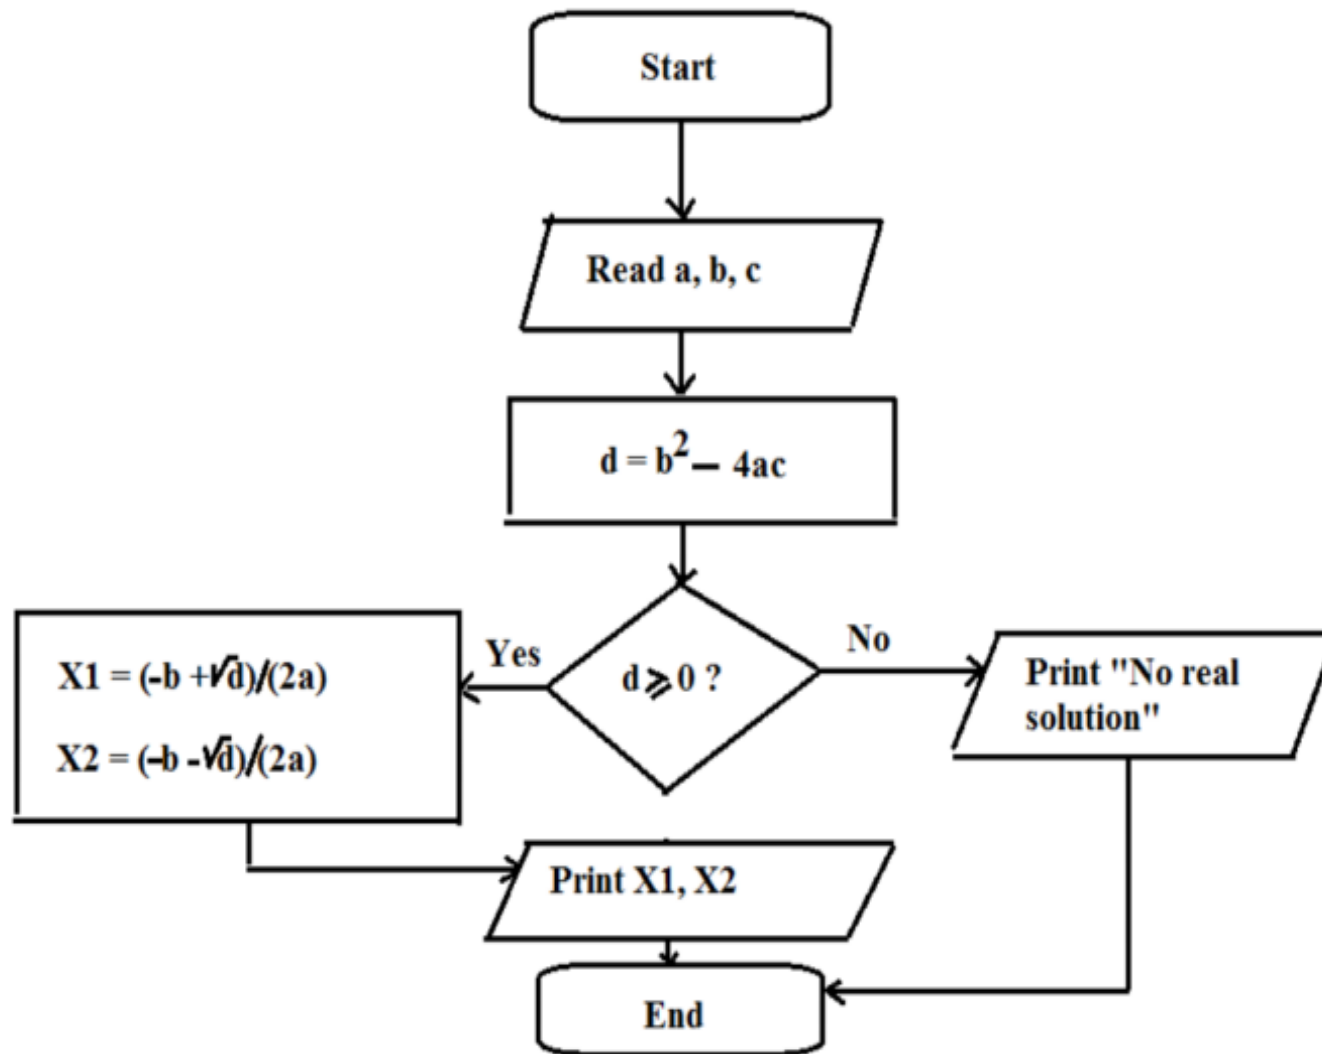 Start
Read a, b, c
d = b² – 4ac
d ⩾ 0 ?
Yes
No
X1 = (-b +√d)/(2a)
X2 = (-b -√d)/(2a)
Print "No real
solution"
Print X1, X2
End